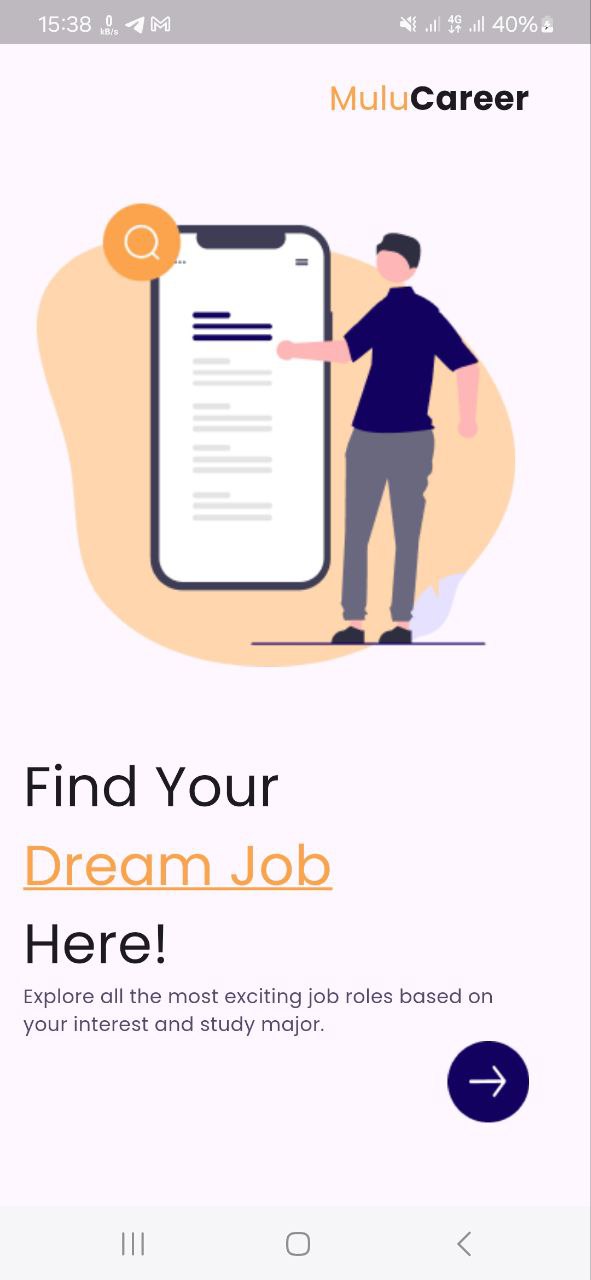 15:38 0 kB/s 4G 40%
MuluCareer
Find Your
Dream Job
Here!
Explore all the most exciting job roles based on
your interest and study major.